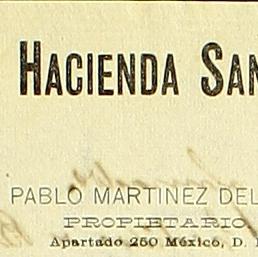 HACIENDA SAN
PABLO MARTINEZ DEL
PROPIETARIO.
Apartado 250 México, D.